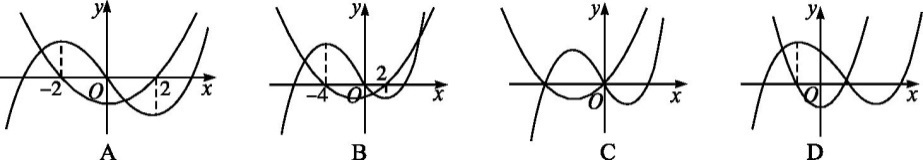 y y y y
−2 O 2 x
−4 O 2 x
O x
O x
A B C D